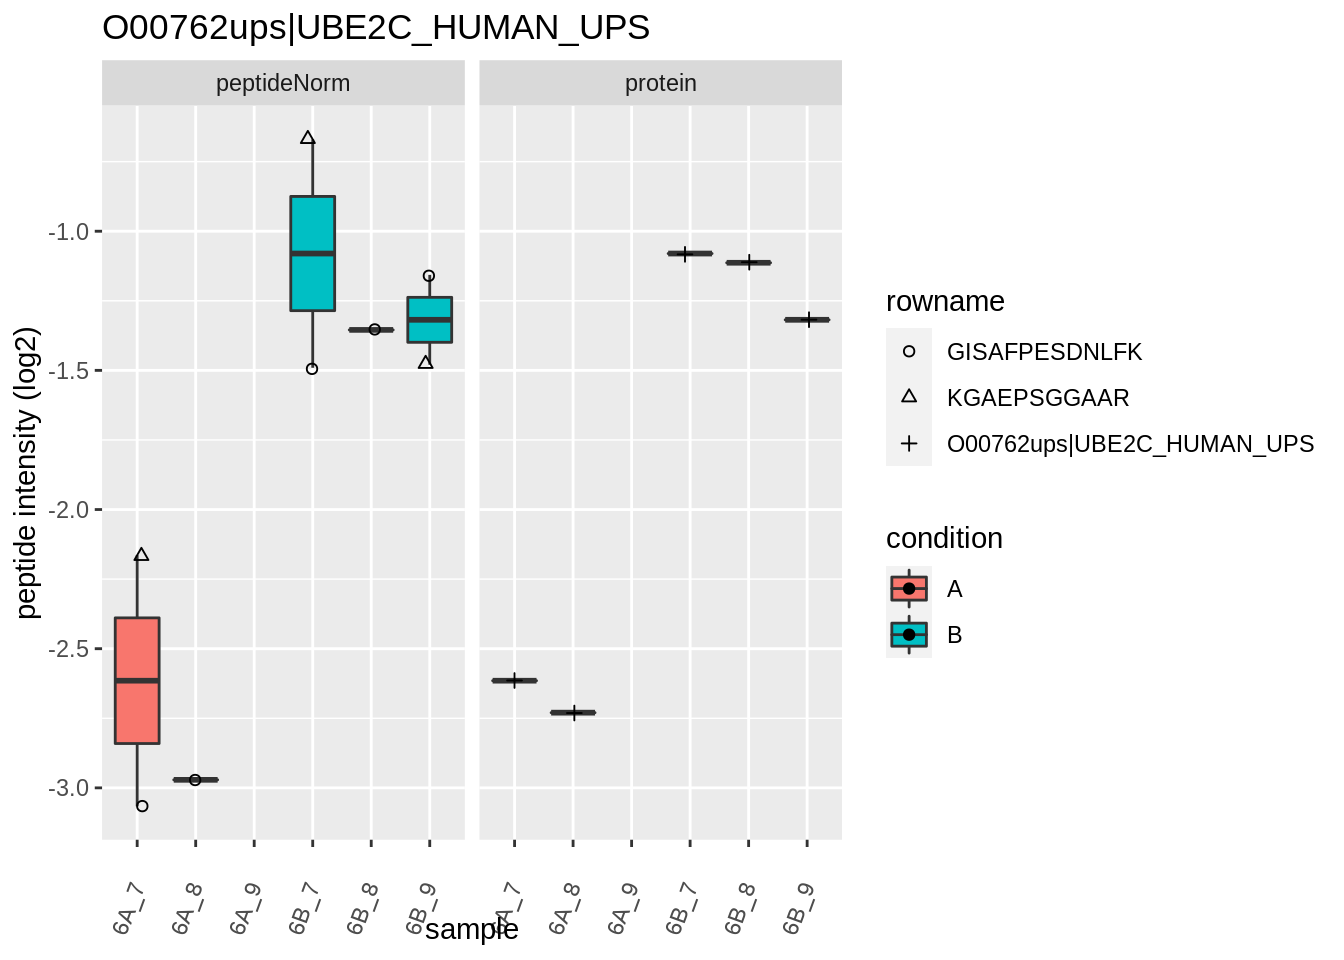 O00762ups|UBE2C_HUMAN_UPS
peptideNorm
protein
peptide intensity (log2)
-1.0
-1.5
-2.0
-2.5
-3.0
6A_7
6A_8
6A_9
6B_7
6B_8
6B_9
6A_7
6A_8
6A_9
6B_7
6B_8
6B_9
sample
rowname
GISAFPESDNLFK
KGAEPSGGAAR
O00762ups|UBE2C_HUMAN_UPS
condition
A
B